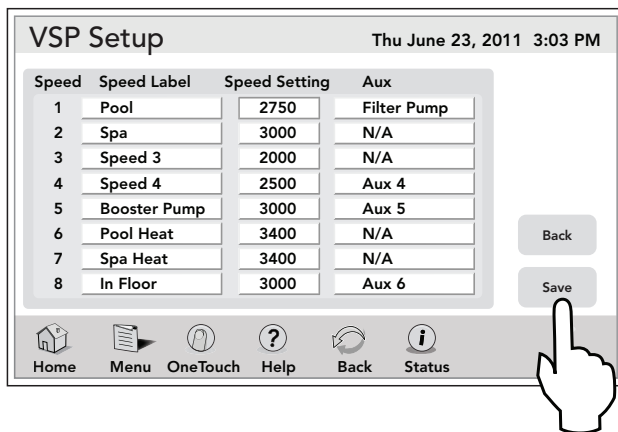 VSP Setup Thu June 23, 2011 3:03 PM
Speed Speed Label Speed Setting Aux
1 Pool 2750 Filter Pump
2 Spa 3000 N/A
3 Speed 3 2000 N/A
4 Speed 4 2500 Aux 4
5 Booster Pump 3000 Aux 5
6 Pool Heat 3400 N/A
7 Spa Heat 3400 N/A
8 In Floor 3000 Aux 6
Back
Save
? i
Home Menu OneTouch Help Back Status